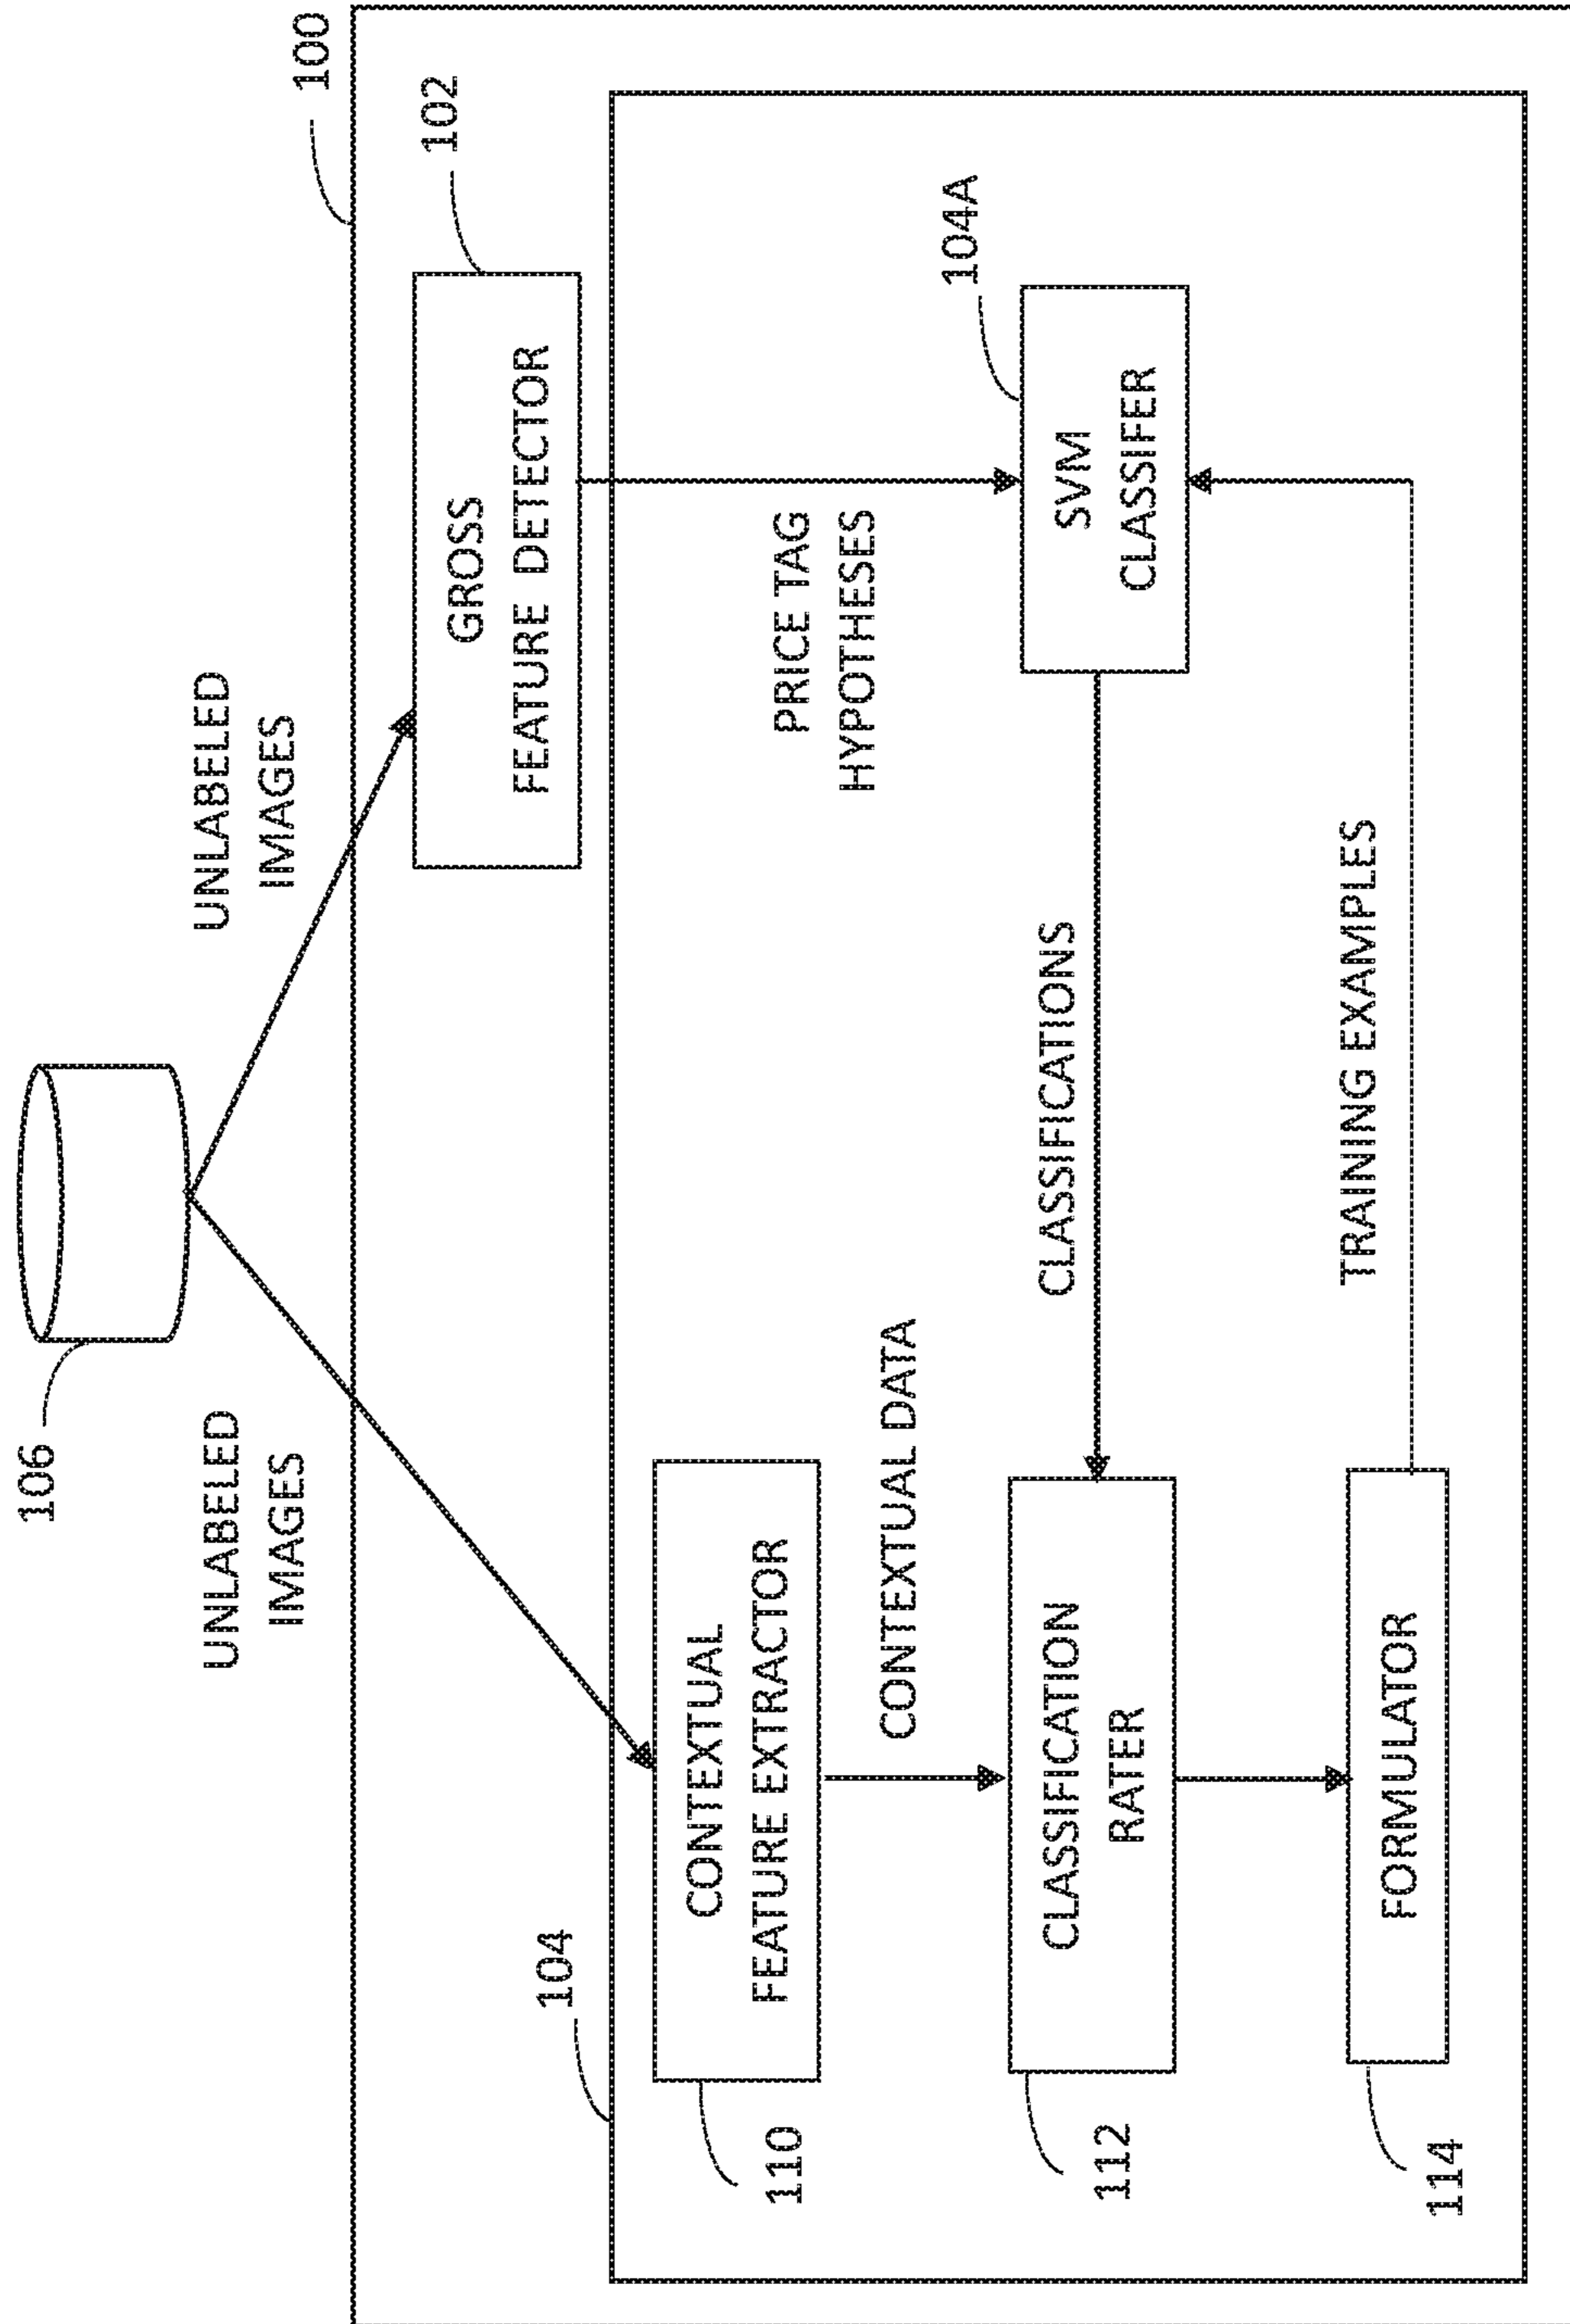 106
UNLABELED
IMAGES
UNLABELED
IMAGES
100
104
102
GROSS
FEATURE DETECTOR
110
CONTEXTUAL
FEATURE EXTRACTOR
CONTEXTUAL DATA
PRICE TAG
HYPOTHESES
104A
112
CLASSIFICATION
RATER
CLASSIFICATIONS
SVM
CLASSIFER
114
FORMULATOR
TRAINING EXAMPLES